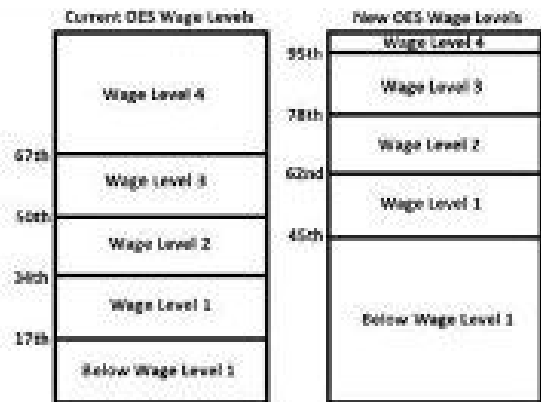 Current OES Wage Levels
Wage Level 4
67th
Wage Level 3
50th
Wage Level 2
34th
Wage Level 1
17th
Below Wage Level 1
New OES Wage Levels
Wage Level 4
95th
Wage Level 3
78th
Wage Level 2
62nd
Wage Level 1
45th
Below Wage Level 1